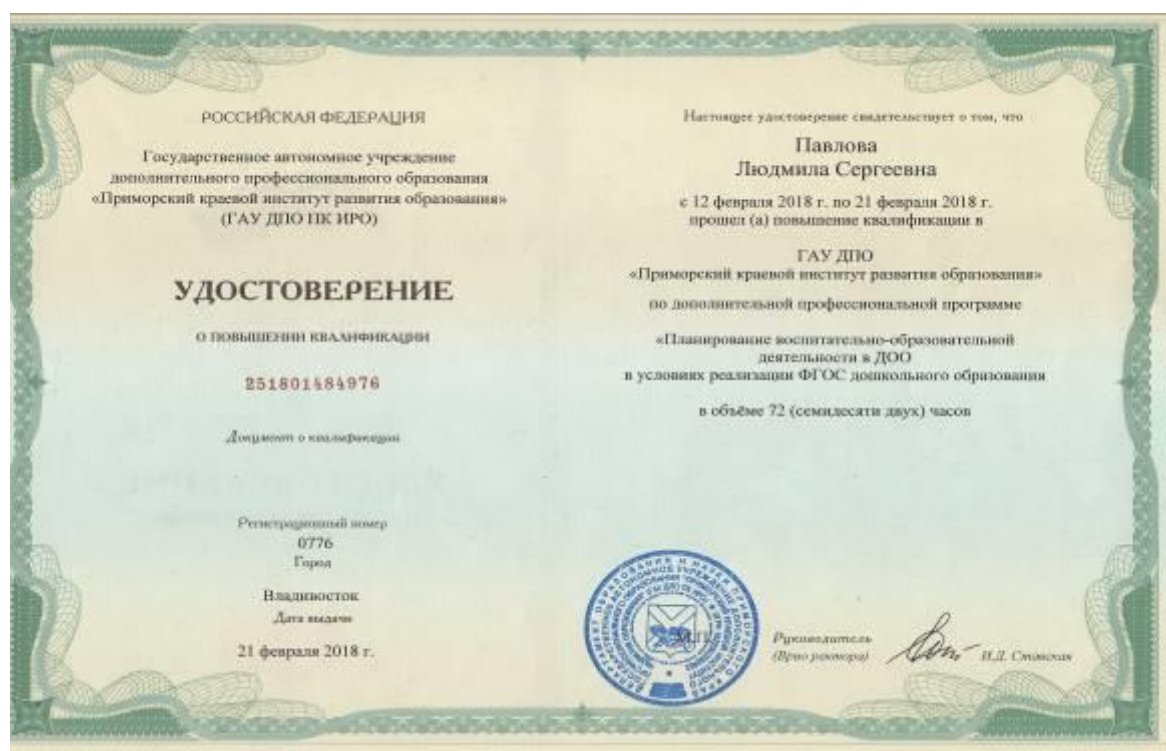 РОССИЙСКАЯ ФЕДЕРАЦИЯ
Государственное автономное учреждение
дополнительного профессионального образования
«Приморский краевой институт развития образования»
(ГАУ ДПО ПК ИРО)
УДОСТОВЕРЕНИЕ
О ПОВЫШЕНИИ КВАЛИФИКАЦИИ
251801484976
Документ о квалификации
Регистрационный номер
0776
Город
Владивосток
Дата выдачи
21 февраля 2018 г.
Настоящее удостоверение свидетельствует о том, что
Павлова
Людмила Сергеевна
с 12 февраля 2018 г. по 21 февраля 2018 г.
прошел (а) повышение квалификации в
ГАУ ДПО
«Приморский краевой институт развития образования»
по дополнительной профессиональной программе
«Планирование воспитательно-образовательной
деятельности в ДОО
в условиях реализации ФГОС дошкольного образования
в объёме 72 (семидесяти двух) часов
М.П.
Руководитель
(Врио ректора)